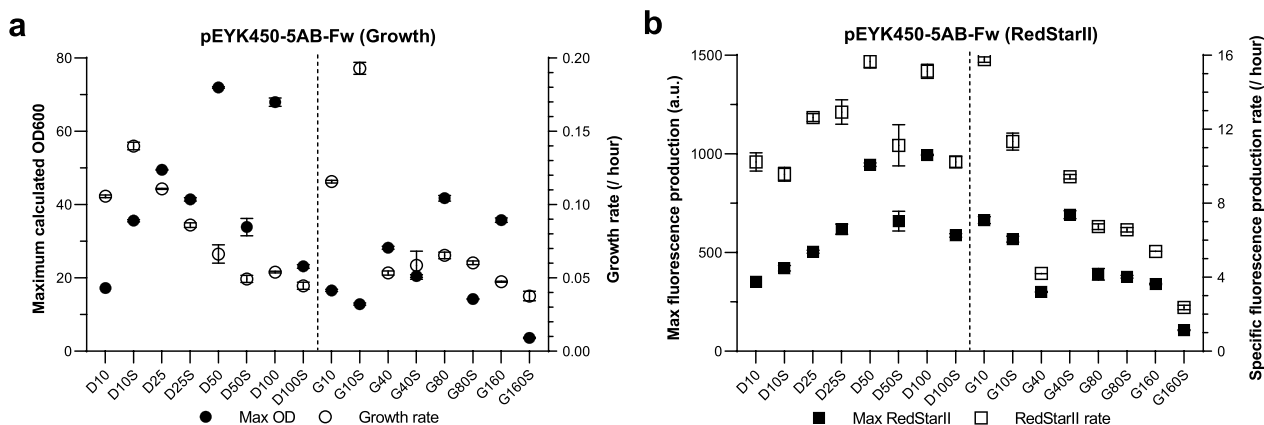 a
pEYK450-5AB-Fw (Growth)
Maximum calculated OD600
80
60
40
20
0
Growth rate (/ hour)
0.20
0.15
0.10
0.05
0.00
D10
D10S
D25
D25S
D50
D50S
D100
D100S
G10
G10S
G40
G40S
G80
G80S
G160
G160S
Max OD
Growth rate
b
pEYK450-5AB-Fw (RedStarII)
Max fluorescence production (a.u.)
1500
1000
500
0
Specific fluorescence production rate (/ hour)
16
12
8
4
0
D10
D10S
D25
D25S
D50
D50S
D100
D100S
G10
G10S
G40
G40S
G80
G80S
G160
G160S
Max RedStarII
RedStarII rate